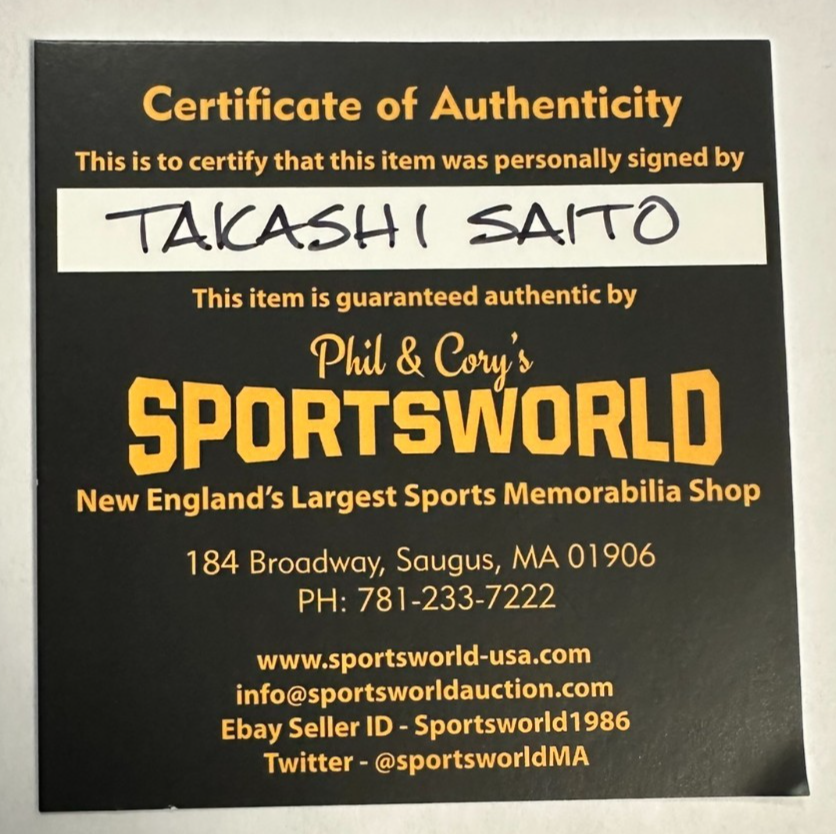 Certificate of Authenticity
This is to certify that this item was personally signed by
TAKASHI SAITO
This item is guaranteed authentic by
Phil & Cory's
SPORTSWORLD
New England's Largest Sports Memorabilia Shop
184 Broadway, Saugus, MA 01906
PH: 781-233-7222
www.sportsworld-usa.com
info@sportsworldauction.com
Ebay Seller ID - Sportsworld1986
Twitter - @sportsworldMA